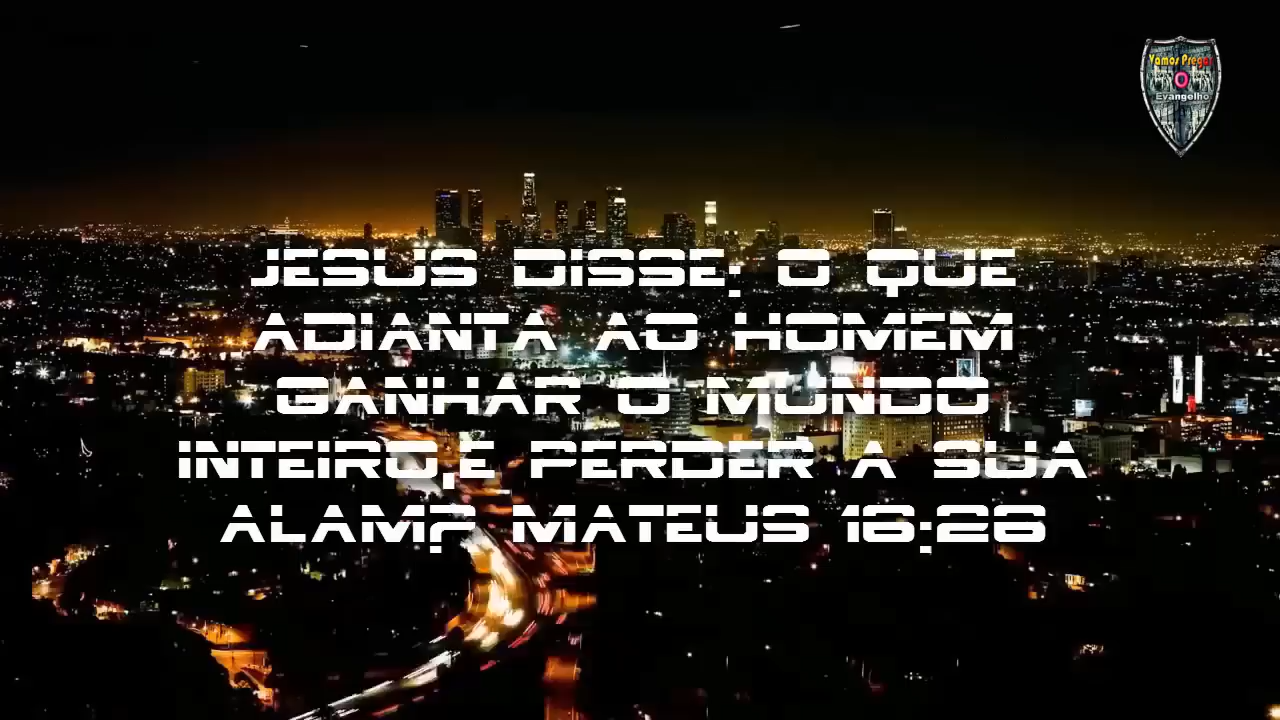 Vamos Pregar
O
Evangelho
JESUS DISSE: O QUE
ADIANTA AO HOMEM
GANHAR O MUNDO
INTEIRO,E PERDER A SUA
ALAM? MATEUS 16:26